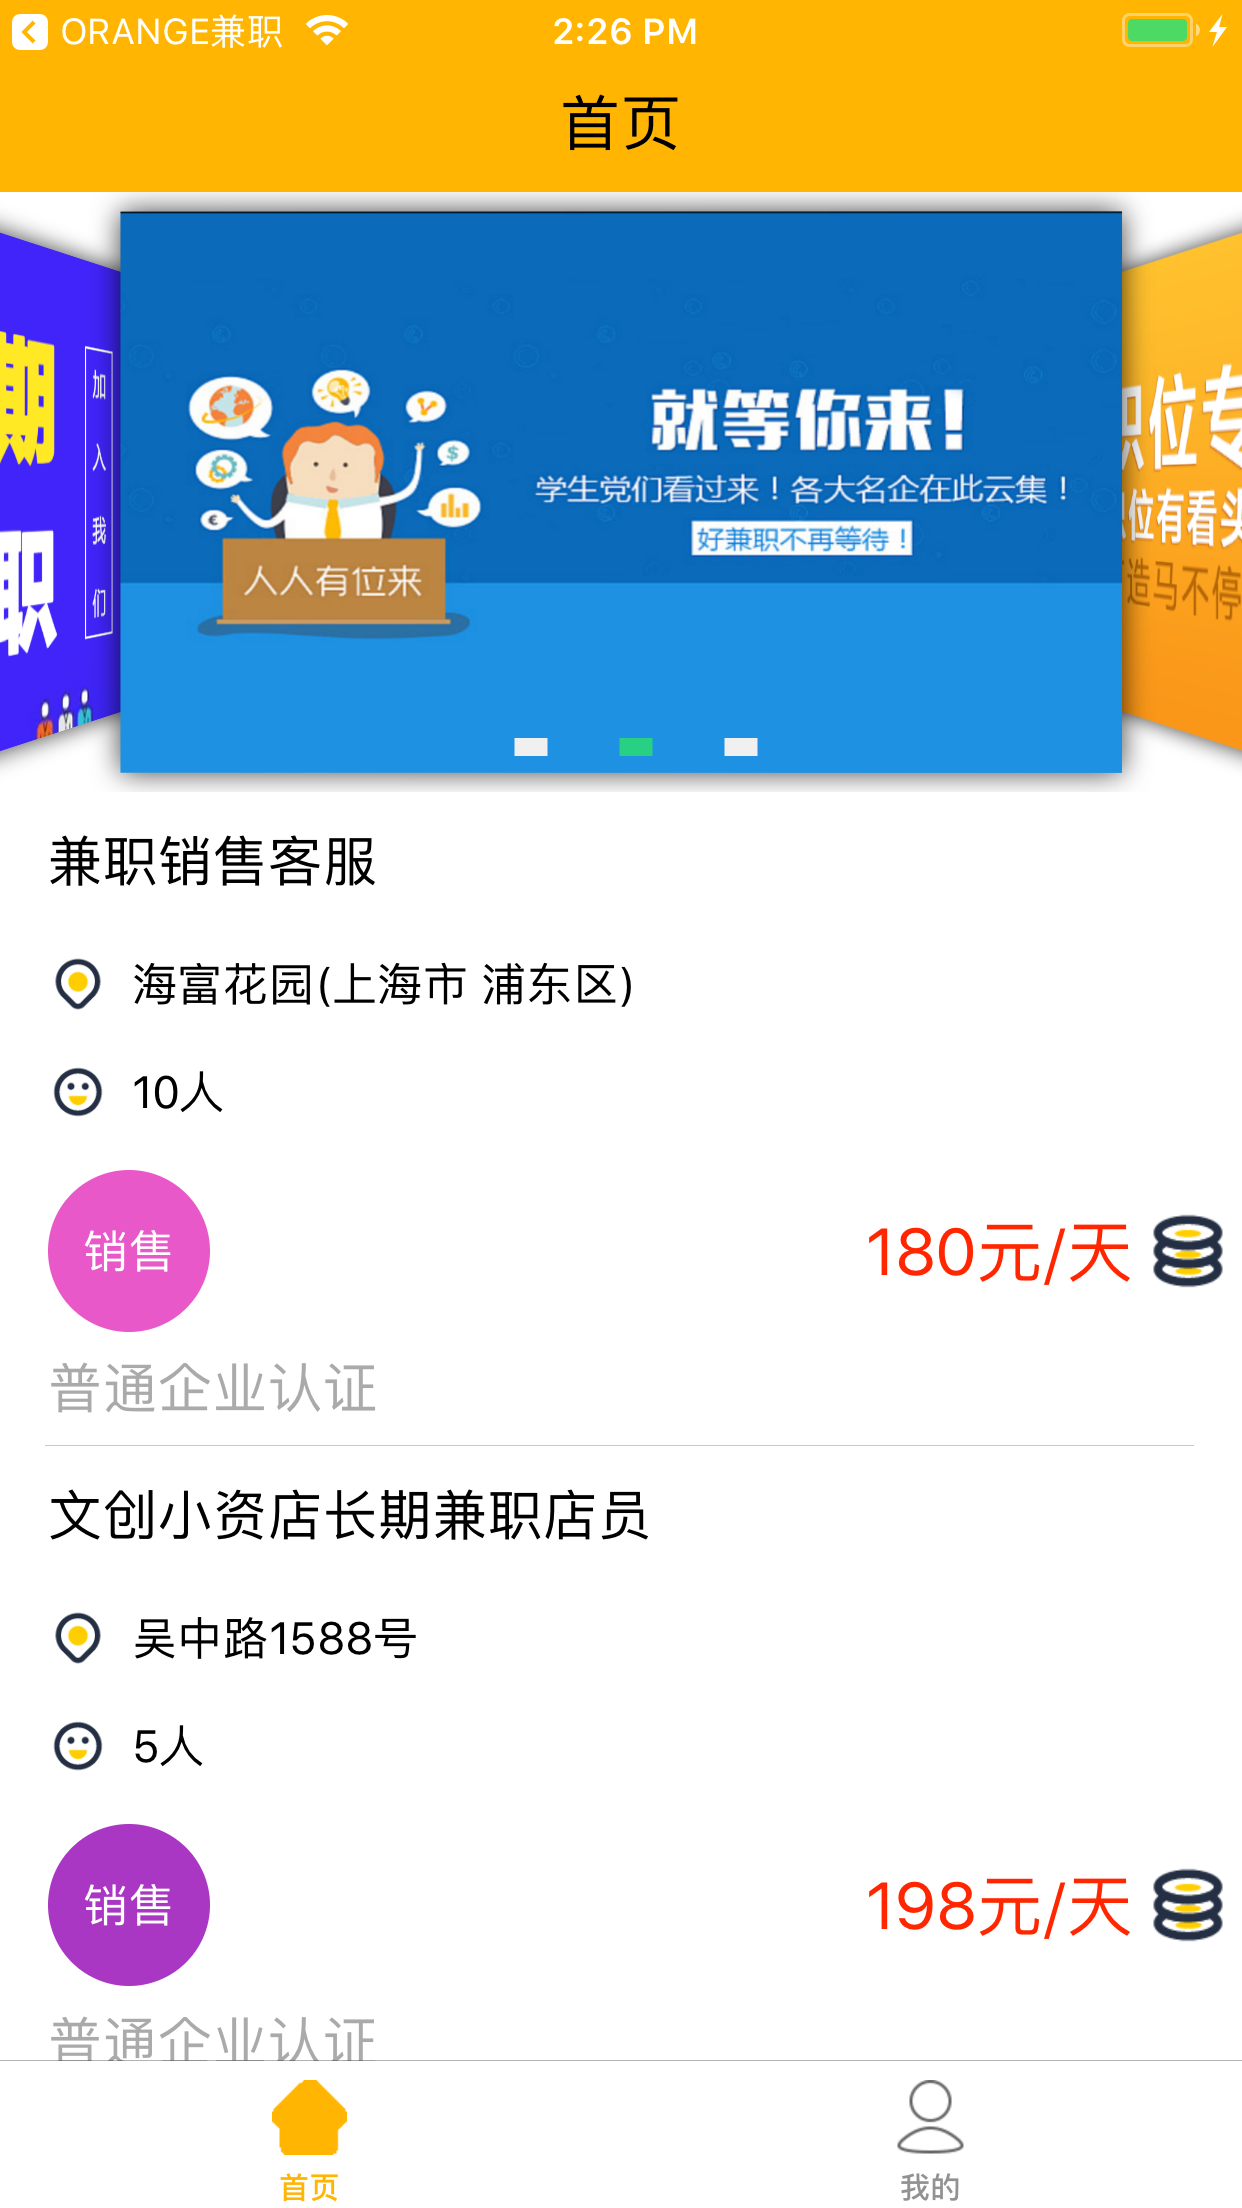 ORANGE兼职
2:26 PM
首页
期
职
加入我们
就等你来!
学生党们看过来！各大名企在此云集！
好兼职不再等待！
人人有位来
职位专
位有看头
造马不停
兼职销售客服
海富花园(上海市 浦东区)
10人
销售
180元/天
普通企业认证
文创小资店长期兼职店员
吴中路1588号
5人
销售
198元/天
普通企业认证
首页
我的